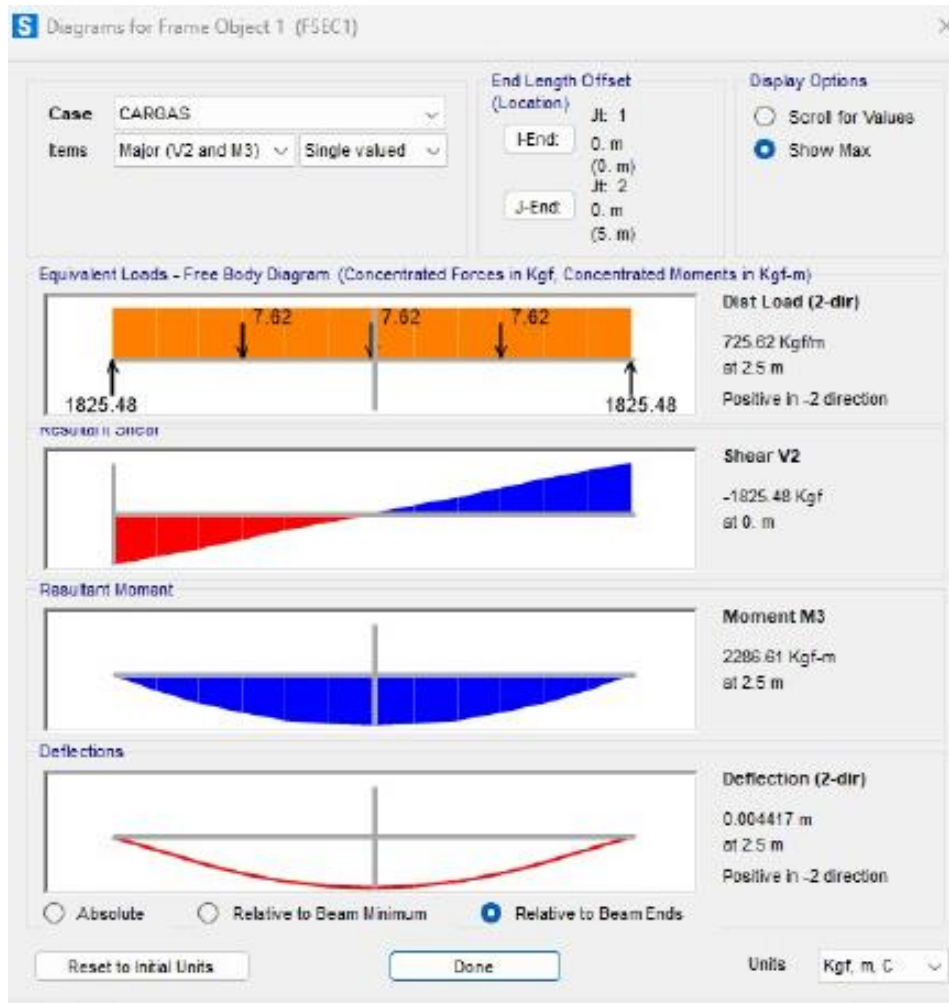 Diagrams for Frame Object 1 (FSEC1)
Case CARGAS
Items Major (V2 and M3) Single valued
End Length Offset
(Location)
Jt: 1
I-End: 0. m
(0. m)
Jt: 2
J-End: 0. m
(5. m)
Display Options
Scroll for Values
Show Max
Equivalent Loads - Free Body Diagram (Concentrated Forces in Kgf, Concentrated Moments in Kgf-m)
7.62 7.62 7.62
1825.48 1825.48
Dist Load (2-dir)
725.62 Kgf/m
at 2.5 m
Positive in -2 direction
Resultant Shear
Shear V2
-1825.48 Kgf
at 0. m
Resultant Moment
Moment M3
2286.61 Kgf-m
at 2.5 m
Deflections
Deflection (2-dir)
0.004417 m
at 2.5 m
Positive in -2 direction
Absolute Relative to Beam Minimum Relative to Beam Ends
Reset to Initial Units Done Units Kgf, m, C